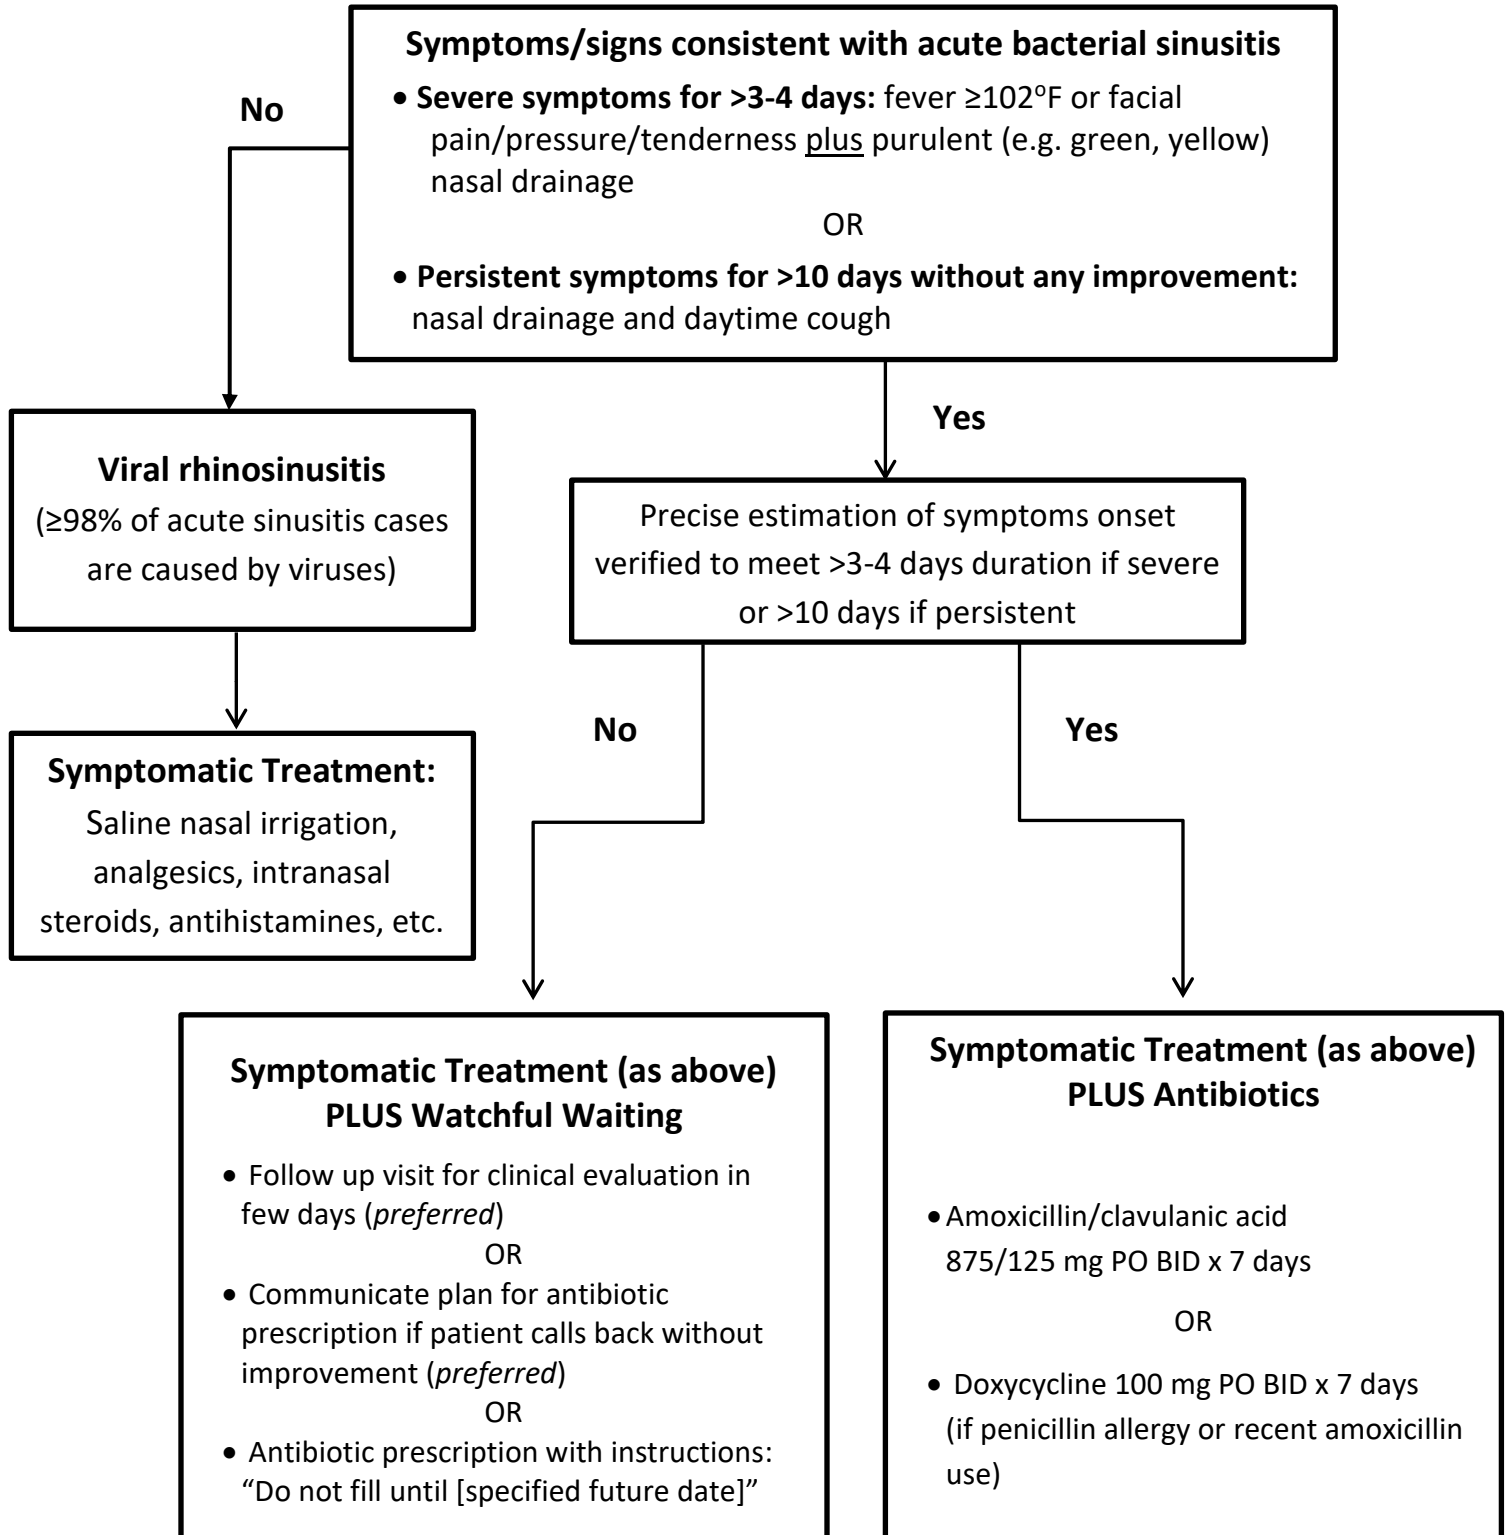 Symptoms/signs consistent with acute bacterial sinusitis
• Severe symptoms for >3-4 days: fever ≥102°F or facial
pain/pressure/tenderness plus purulent (e.g. green, yellow)
nasal drainage
OR
• Persistent symptoms for >10 days without any improvement:
nasal drainage and daytime cough
No
Yes
Viral rhinosinusitis
(≥98% of acute sinusitis cases
are caused by viruses)
Precise estimation of symptoms onset
verified to meet >3-4 days duration if severe
or >10 days if persistent
No
Yes
Symptomatic Treatment:
Saline nasal irrigation,
analgesics, intranasal
steroids, antihistamines, etc.
Symptomatic Treatment (as above)
PLUS Watchful Waiting
• Follow up visit for clinical evaluation in
few days (preferred)
OR
• Communicate plan for antibiotic
prescription if patient calls back without
improvement (preferred)
OR
• Antibiotic prescription with instructions:
“Do not fill until [specified future date]”
Symptomatic Treatment (as above)
PLUS Antibiotics
• Amoxicillin/clavulanic acid
875/125 mg PO BID x 7 days
OR
• Doxycycline 100 mg PO BID x 7 days
(if penicillin allergy or recent amoxicillin
use)